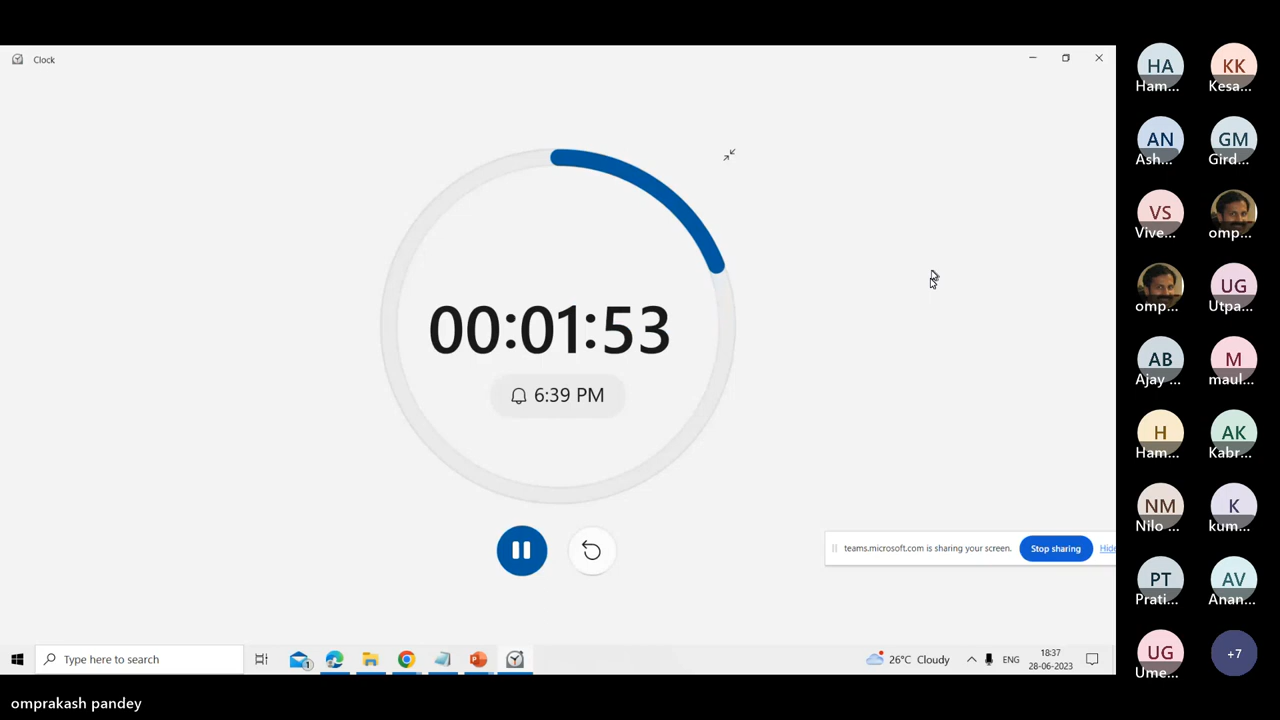 Clock
00:01:53
6:39 PM
teams.microsoft.com is sharing your screen.
Stop sharing
Hide
Type here to search
1
26°C Cloudy
ENG
18:37
28-06-2023
HA
Ham...
KK
Kesa...
AN
Ash...
GM
Gird...
VS
Vive...
omp...
omp...
UG
Utpa...
AB
Ajay ...
M
maul...
H
Ham...
AK
Kabr...
NM
Nilo ...
K
kum...
PT
Prati...
AV
Anan...
UG
Ume...
+7
omprakash pandey